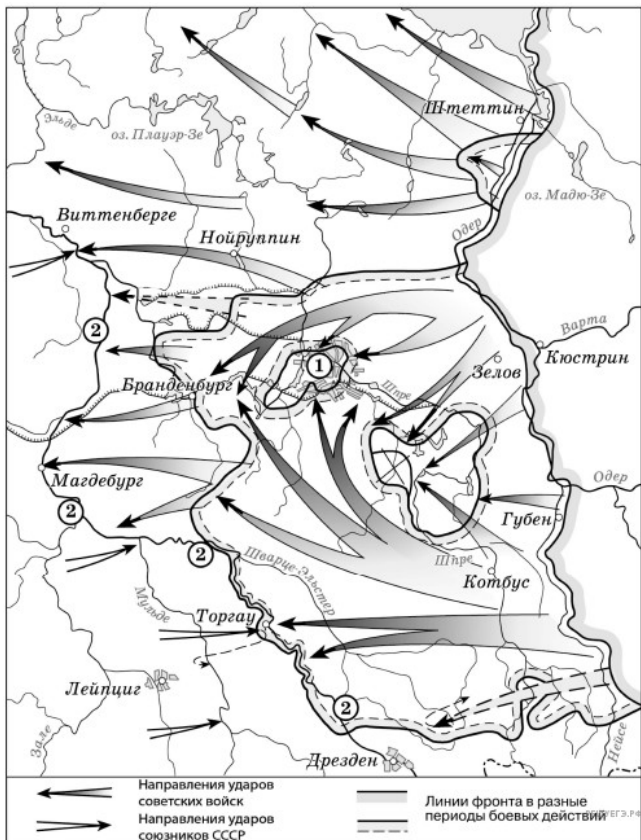 Штеттин
Эльде
оз. Плауэр-Зе
оз. Мадю-Зе
Одер
Виттенберге
Нойруппин
Варта
2
1
Кюстрин
Зелов
Шпре
Бранденбург
Магдебург
Одер
2
Губен
2
Шварце-Эльстер
Шпре
Котбус
Мульде
Торгау
Лейпциг
2
Зале
Дрезден
Нейсе
Направления ударов
советских войск
Направления ударов
союзников СССР
Линии фронта в разные
периоды боевых действий